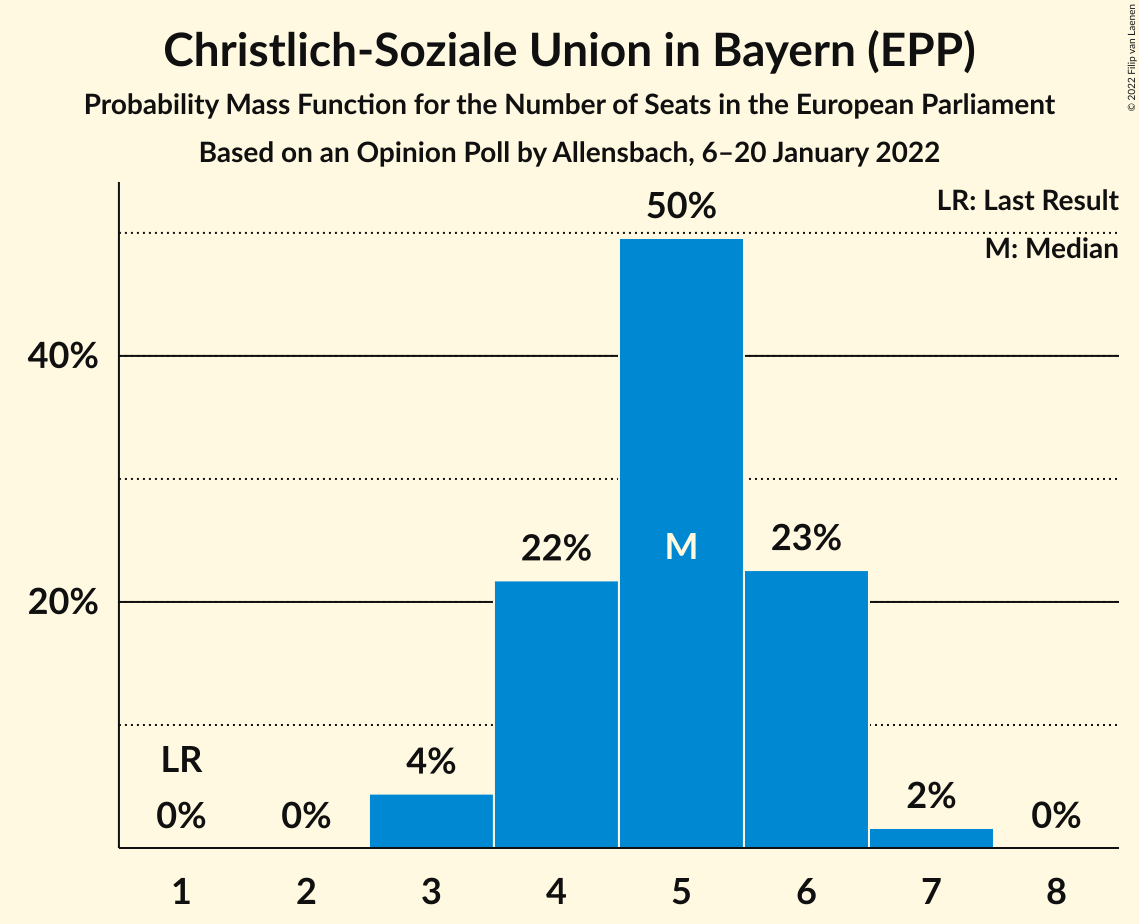 Christlich-Soziale Union in Bayern (EPP)
Probability Mass Function for the Number of Seats in the European Parliament
Based on an Opinion Poll by Allensbach, 6–20 January 2022
© 2022 Filip van Laenen
LR: Last Result
M: Median
50%
40%
22%
M
23%
20%
LR
0%
0%
4%
2%
0%
1 2 3 4 5 6 7 8